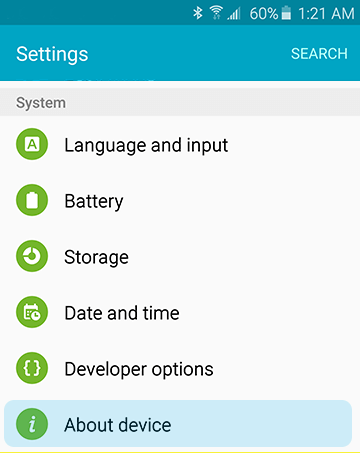 60% 1:21 AM
Settings SEARCH
System
Language and input
Battery
Storage
Date and time
Developer options
About device